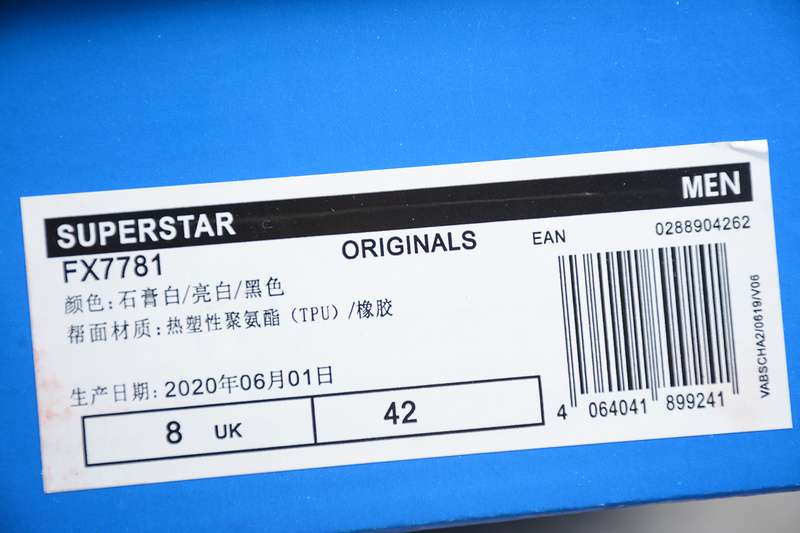 SUPERSTAR
MEN
FX7781
ORIGINALS
EAN
0288904262
颜色:石膏白/亮白/黑色
帮面材质:热塑性聚氨酯(TPU)/橡胶
生产日期:2020年06月01日
8 UK
42
4 064041 899241
VABSCHA2/0619/V06